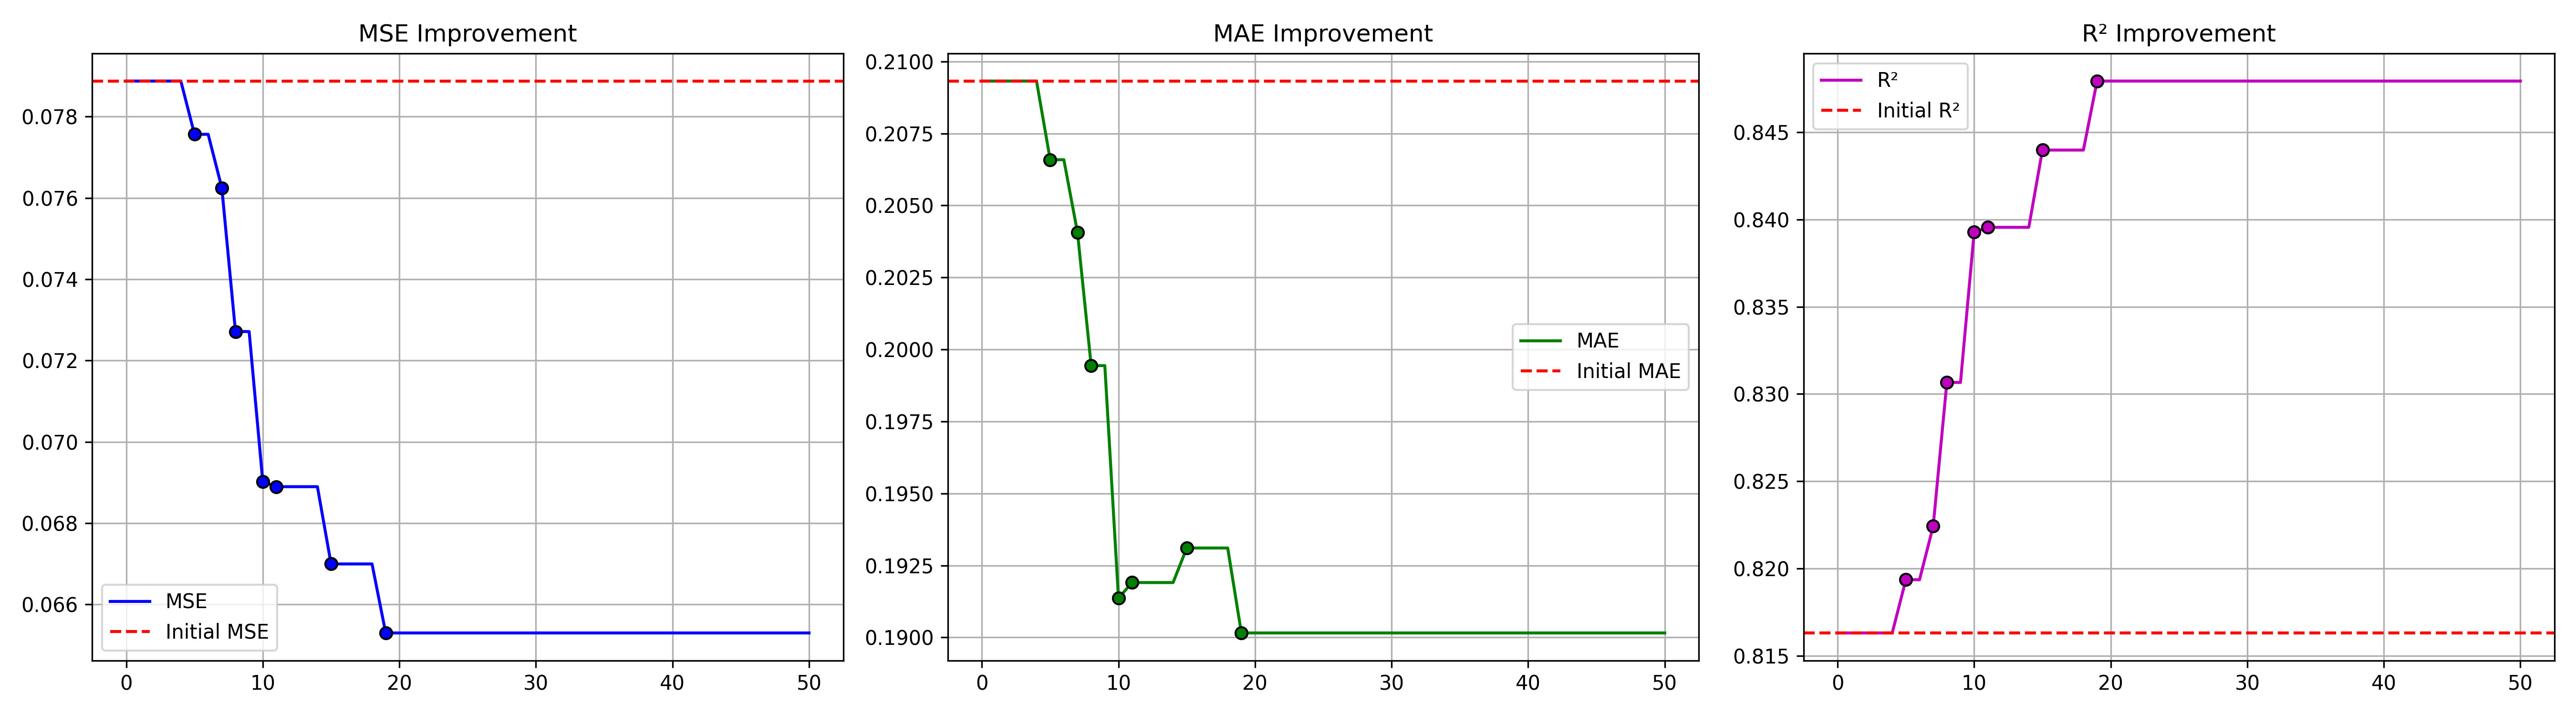 MSE Improvement
0.078
0.076
0.074
0.072
0.070
0.068
0.066
MSE
Initial MSE
0 10 20 30 40 50
MAE Improvement
0.2100
0.2075
0.2050
0.2025
0.2000
0.1975
0.1950
0.1925
0.1900
MAE
Initial MAE
0 10 20 30 40 50
R² Improvement
R²
Initial R²
0.845
0.840
0.835
0.830
0.825
0.820
0.815
0 10 20 30 40 50